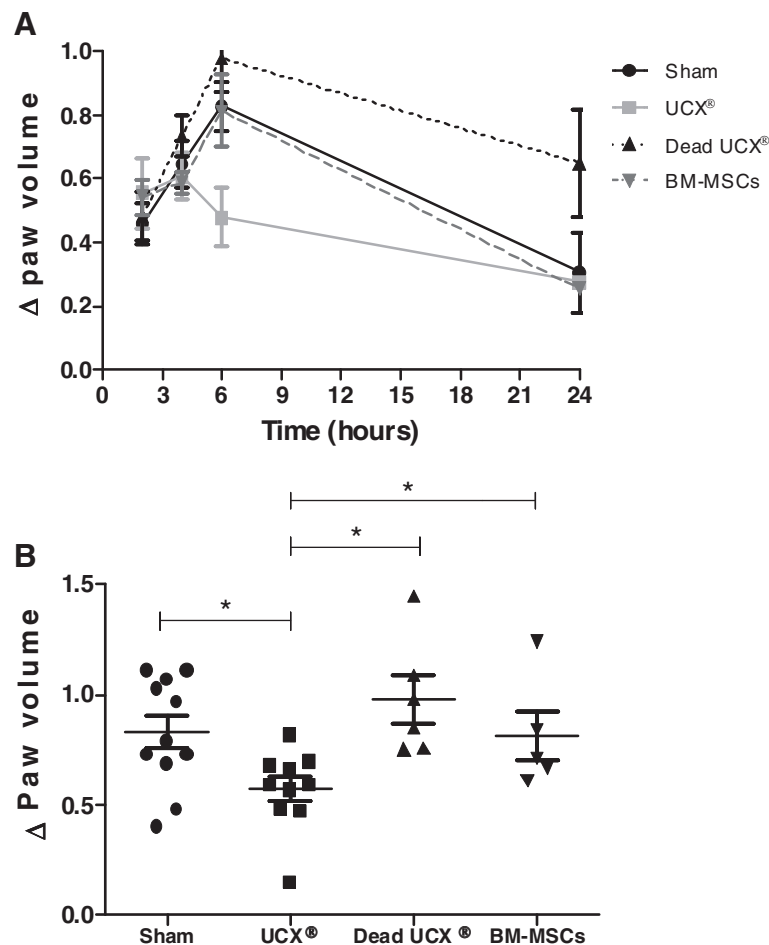 A
Δ paw volume
1.0
0.8
0.6
0.4
0.2
0.0
0 3 6 9 12 15 18 21 24
Time (hours)
Sham
UCX®
Dead UCX®
BM-MSCs
B
Δ Paw volume
1.5
1.0
0.5
0.0
*
*
*
Sham UCX® Dead UCX ® BM-MSCs